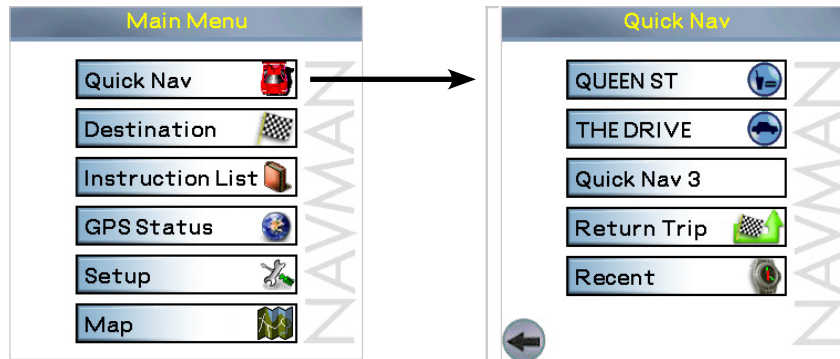 Main Menu
Quick Nav
Destination
Instruction List
GPS Status
Setup
Map
NAVMAN
Quick Nav
QUEEN ST
THE DRIVE
Quick Nav 3
Return Trip
Recent
NAVMAN